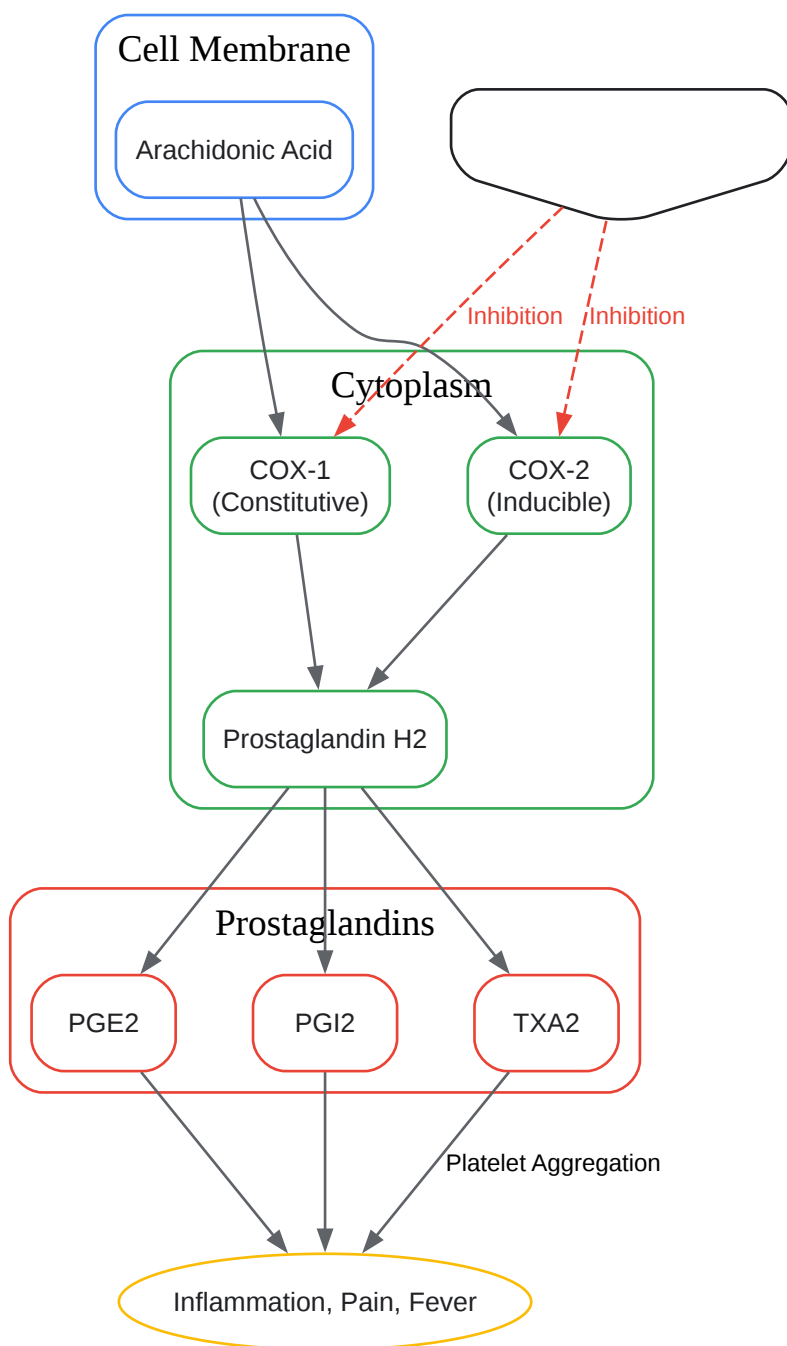 Cell Membrane
Arachidonic Acid
Inhibition
Inhibition
Cytoplasm
COX-1
(Constitutive)
COX-2
(Inducible)
Prostaglandin H2
Prostaglandins
PGE2
PGI2
TXA2
Platelet Aggregation
Inflammation, Pain, Fever